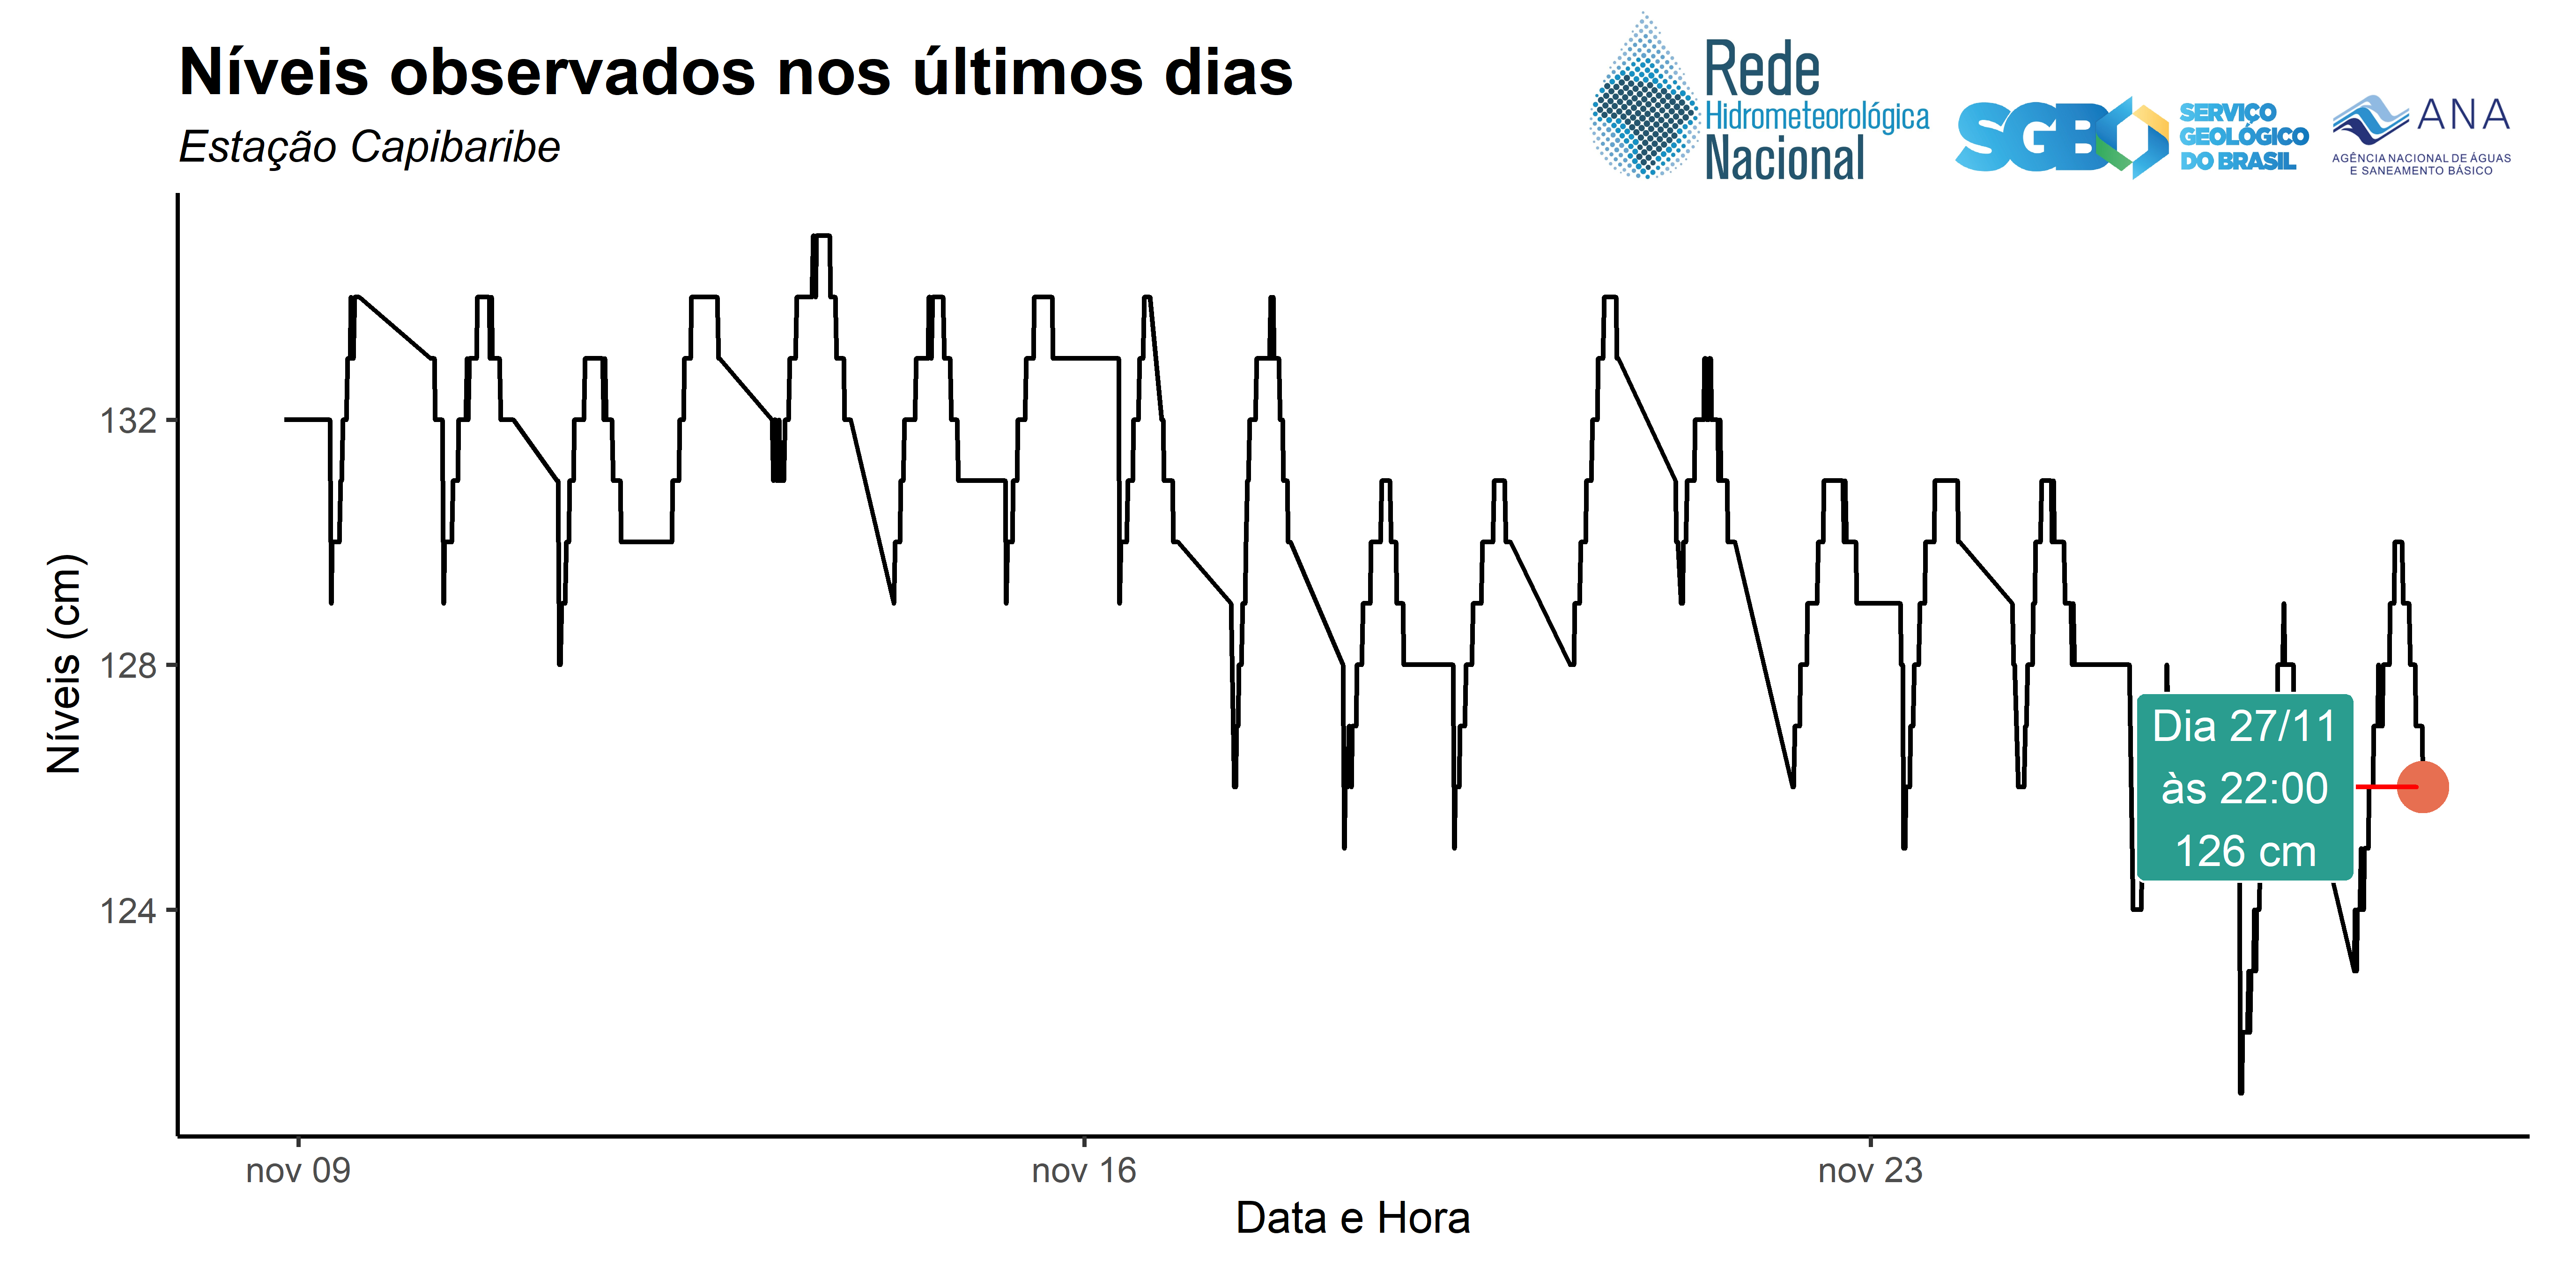 Níveis observados nos últimos dias
Estação Capibaribe
Rede
Hidrometeorológica
Nacional
SGB
SERVIÇO
GEOLÓGICO
DO BRASIL
ANA
AGÊNCIA NACIONAL DE ÁGUAS
E SANEAMENTO BÁSICO
Níveis (cm)
132
128
124
Dia 27/11
às 22:00
126 cm
nov 09
nov 16
nov 23
Data e Hora